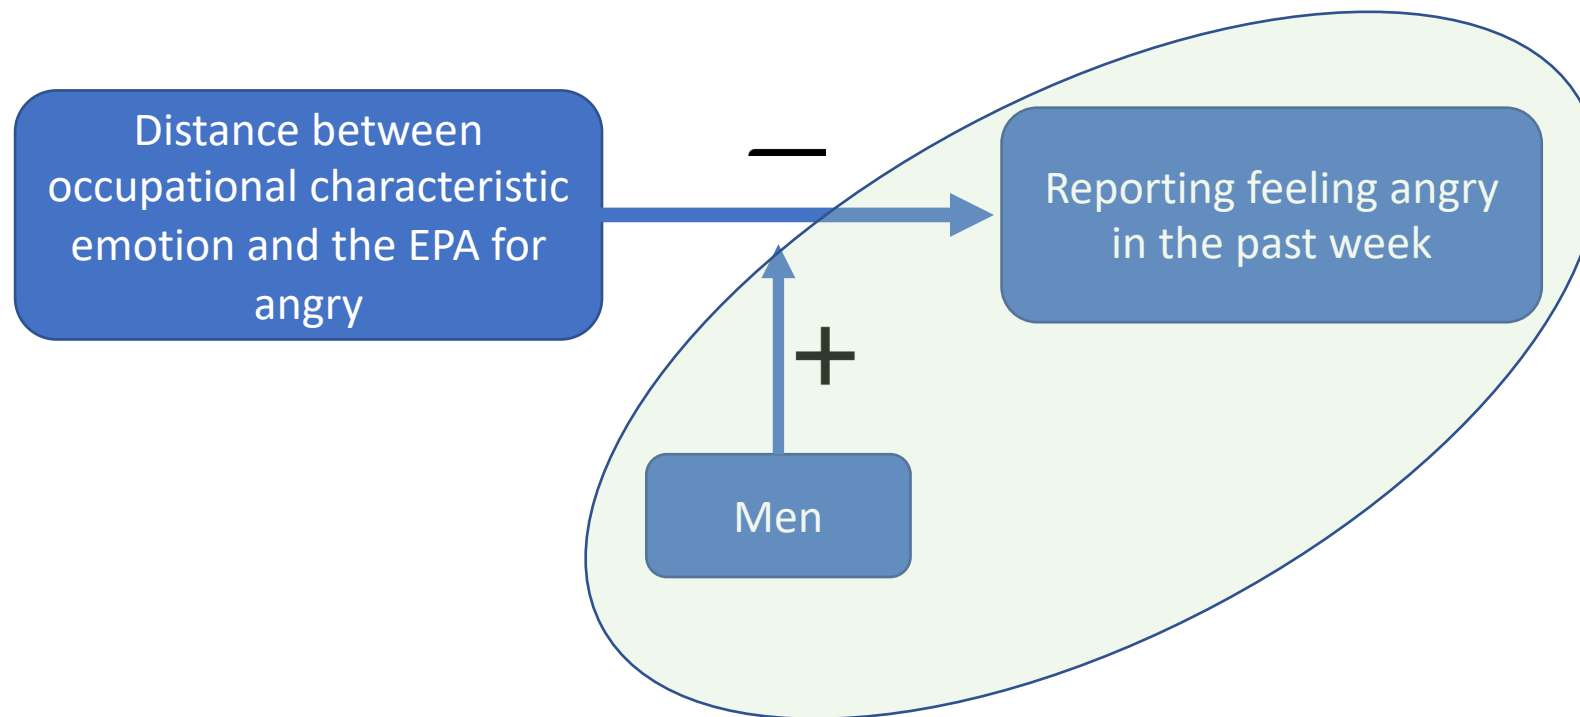 Distance between
occupational characteristic
emotion and the EPA for
angry
—
Reporting feeling angry
in the past week
+
Men